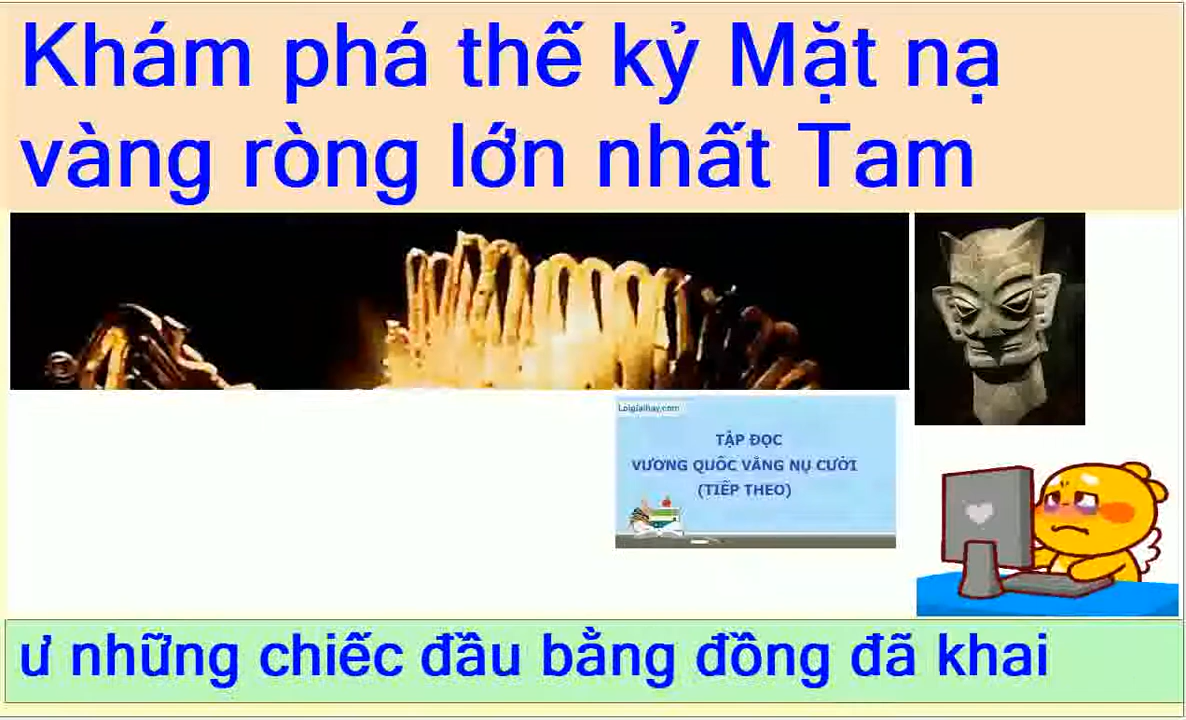 Khám phá thế kỷ Mặt nạ
vàng ròng lớn nhất Tam
Loigiaihay.com
TẬP ĐỌC
VƯƠNG QUỐC VẮNG NỤ CƯỜI
(TIẾP THEO)
ư những chiếc đầu bằng đồng đã khai